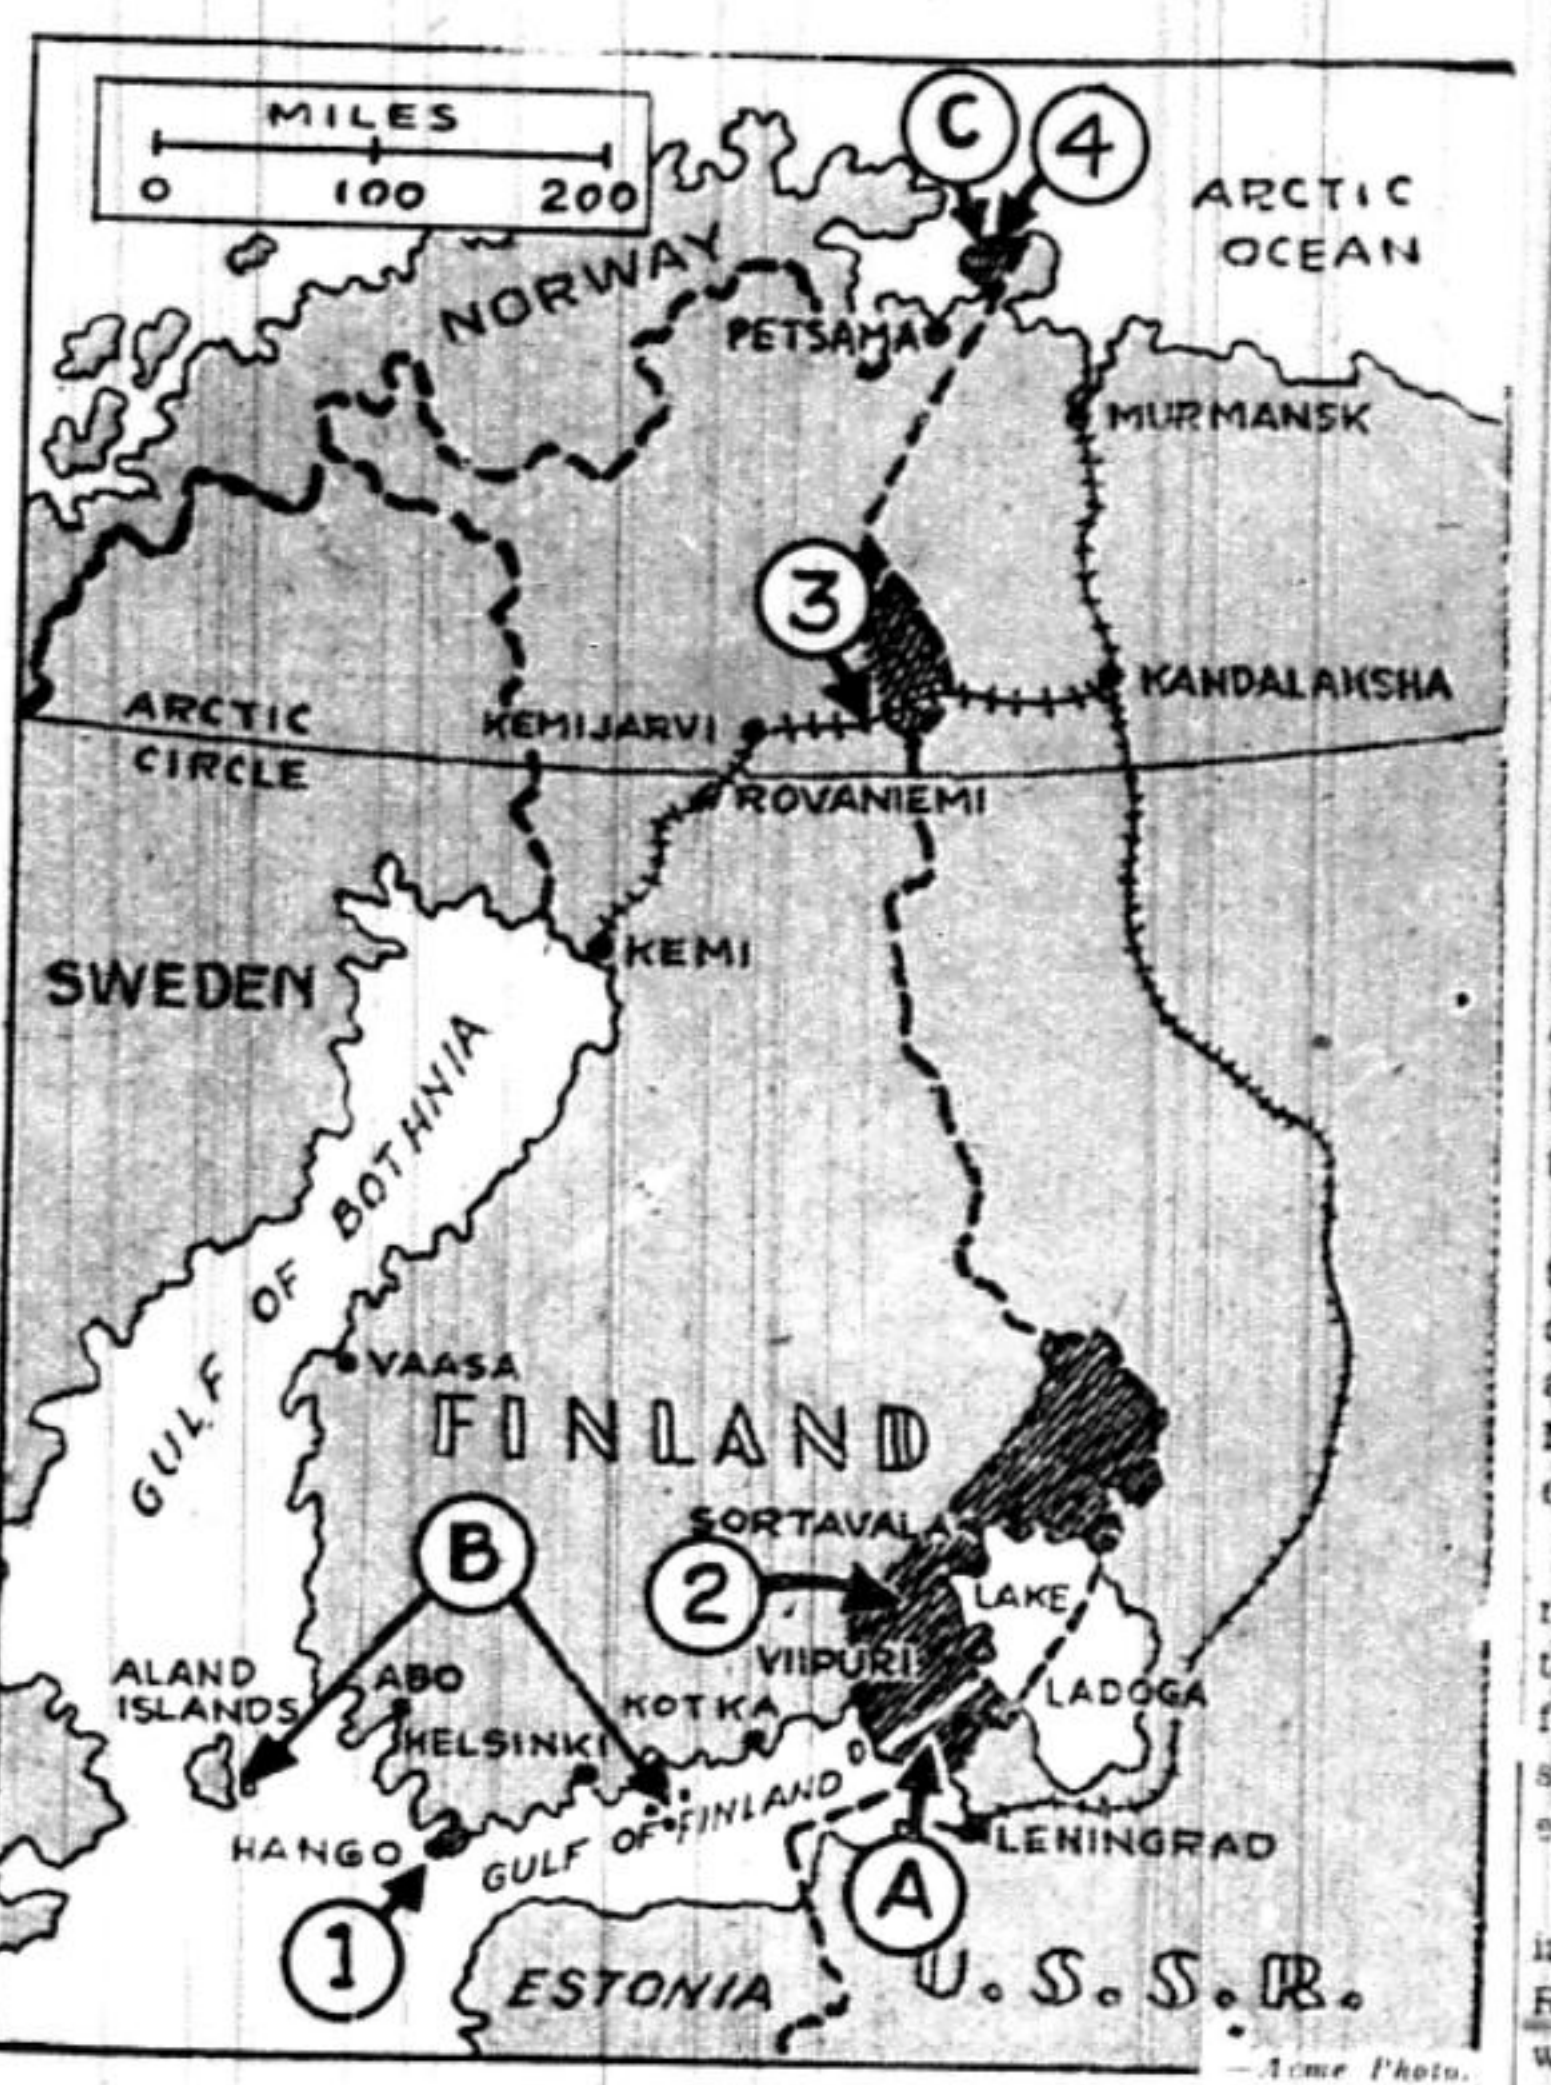 MILES
0 100 200
C
4
ARCTIC
OCEAN
NORWAY
PETSAMA
MURMANSK
3
KANDALAKSHA
ARCTIC
CIRCLE
KEMIJARVI
ROVANIEMI
KEMI
SWEDEN
GULF OF BOTHNIA
VAASA
FINLAND
SORTAVALA
B
2
LAKE
LADOGA
VIIPURI
ALAND
ISLANDS
ABO
KOTKA
HELSINKI
HANGO
GULF OF FINLAND
LENINGRAD
A
1
ESTONIA
U.S.S.R.
—Acme Photo.